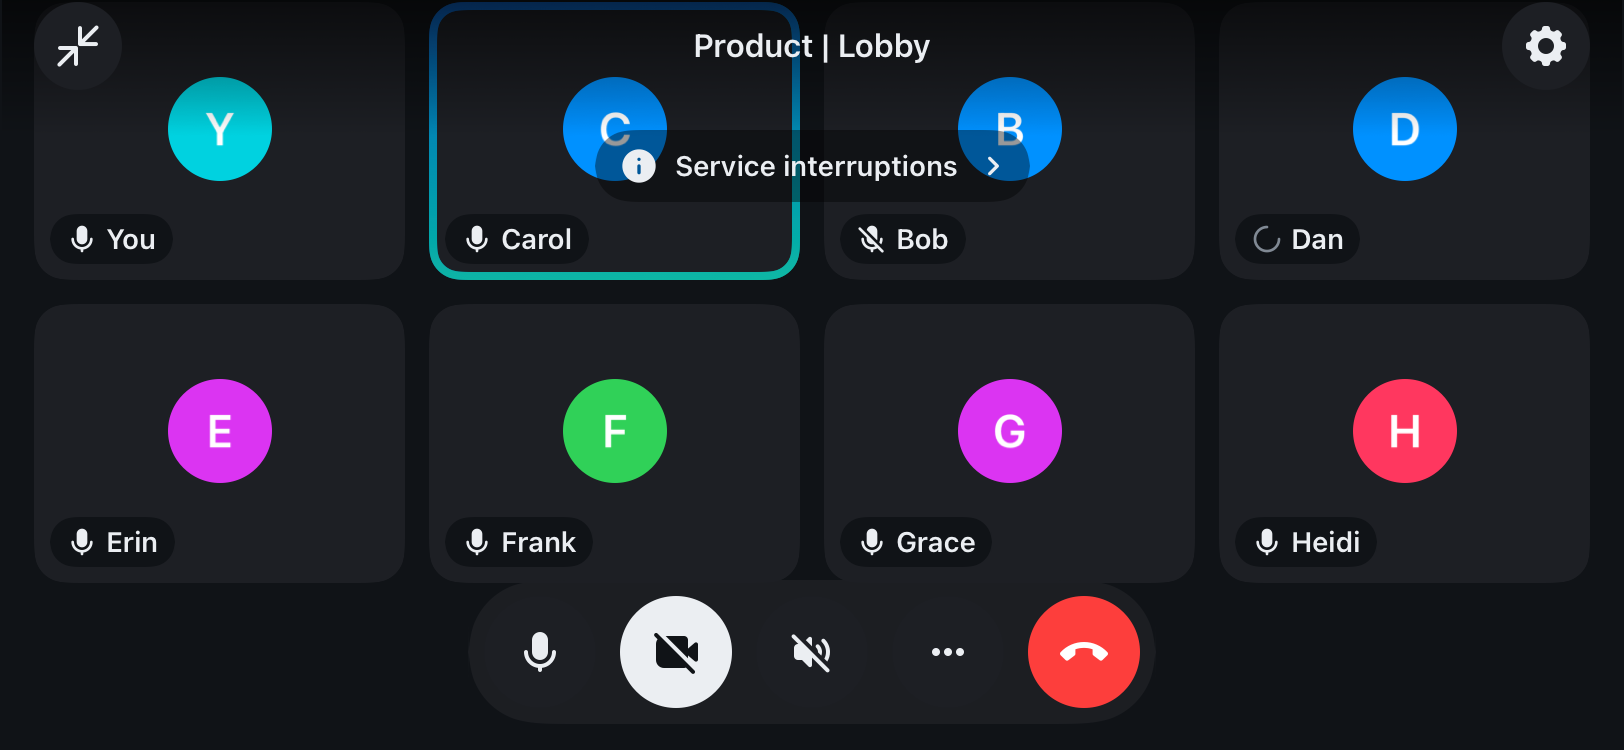 Product | Lobby
Y
C
B
D
Service interruptions
You
Carol
Bob
Dan
E
F
G
H
Erin
Frank
Grace
Heidi